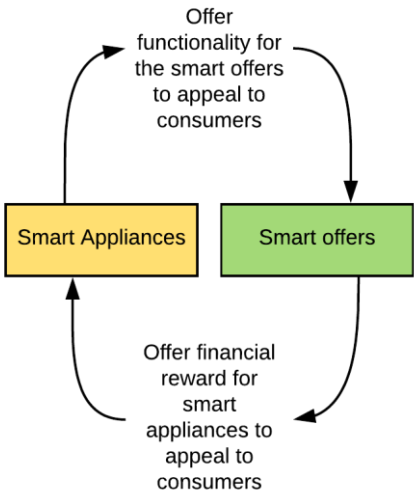 Offer
functionality for
the smart offers
to appeal to
consumers
Smart Appliances
Smart offers
Offer financial
reward for
smart
appliances to
appeal to
consumers